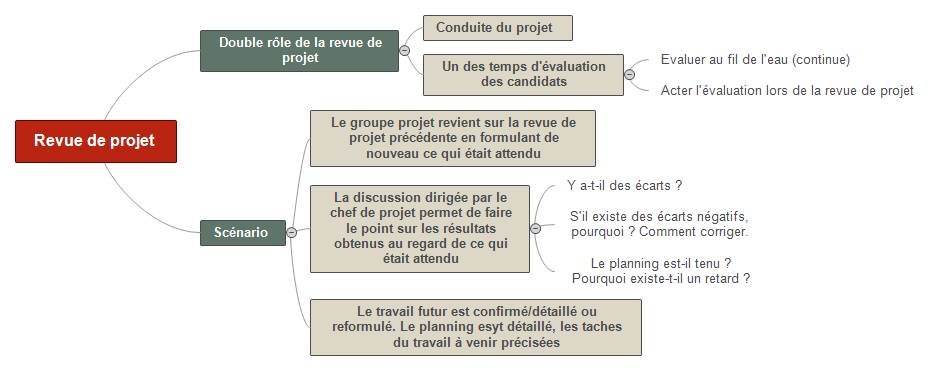 Revue de projet
Double rôle de la revue de
projet
Conduite du projet
Un des temps d'évaluation
des candidats
Evaluer au fil de l'eau (continue)
Acter l'évaluation lors de la revue de projet
Scénario
Le groupe projet revient sur la revue de
projet précédente en formulant de
nouveau ce qui était attendu
La discussion dirigée par le
chef de projet permet de faire
le point sur les résultats
obtenus au regard de ce qui
était attendu
Y a-t-il des écarts ?
S'il existe des écarts négatifs,
pourquoi ? Comment corriger.
Le planning est-il tenu ?
Pourquoi existe-t-il un retard ?
Le travail futur est confirmé/détaillé ou
reformulé. Le planning esyt détaillé, les taches
du travail à venir précisées